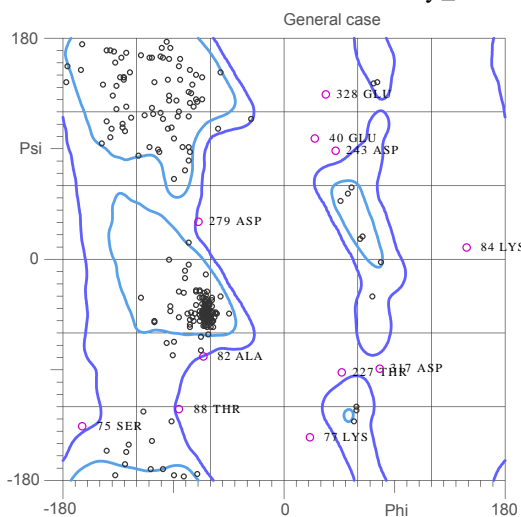 General case
180
328 GLU
40 GLU
Psi
243 ASP
279 ASP
84 LYS
0
82 ALA
227 THR
217 ASP
88 THR
75 SER
77 LYS
-180
-180
0
Phi
180